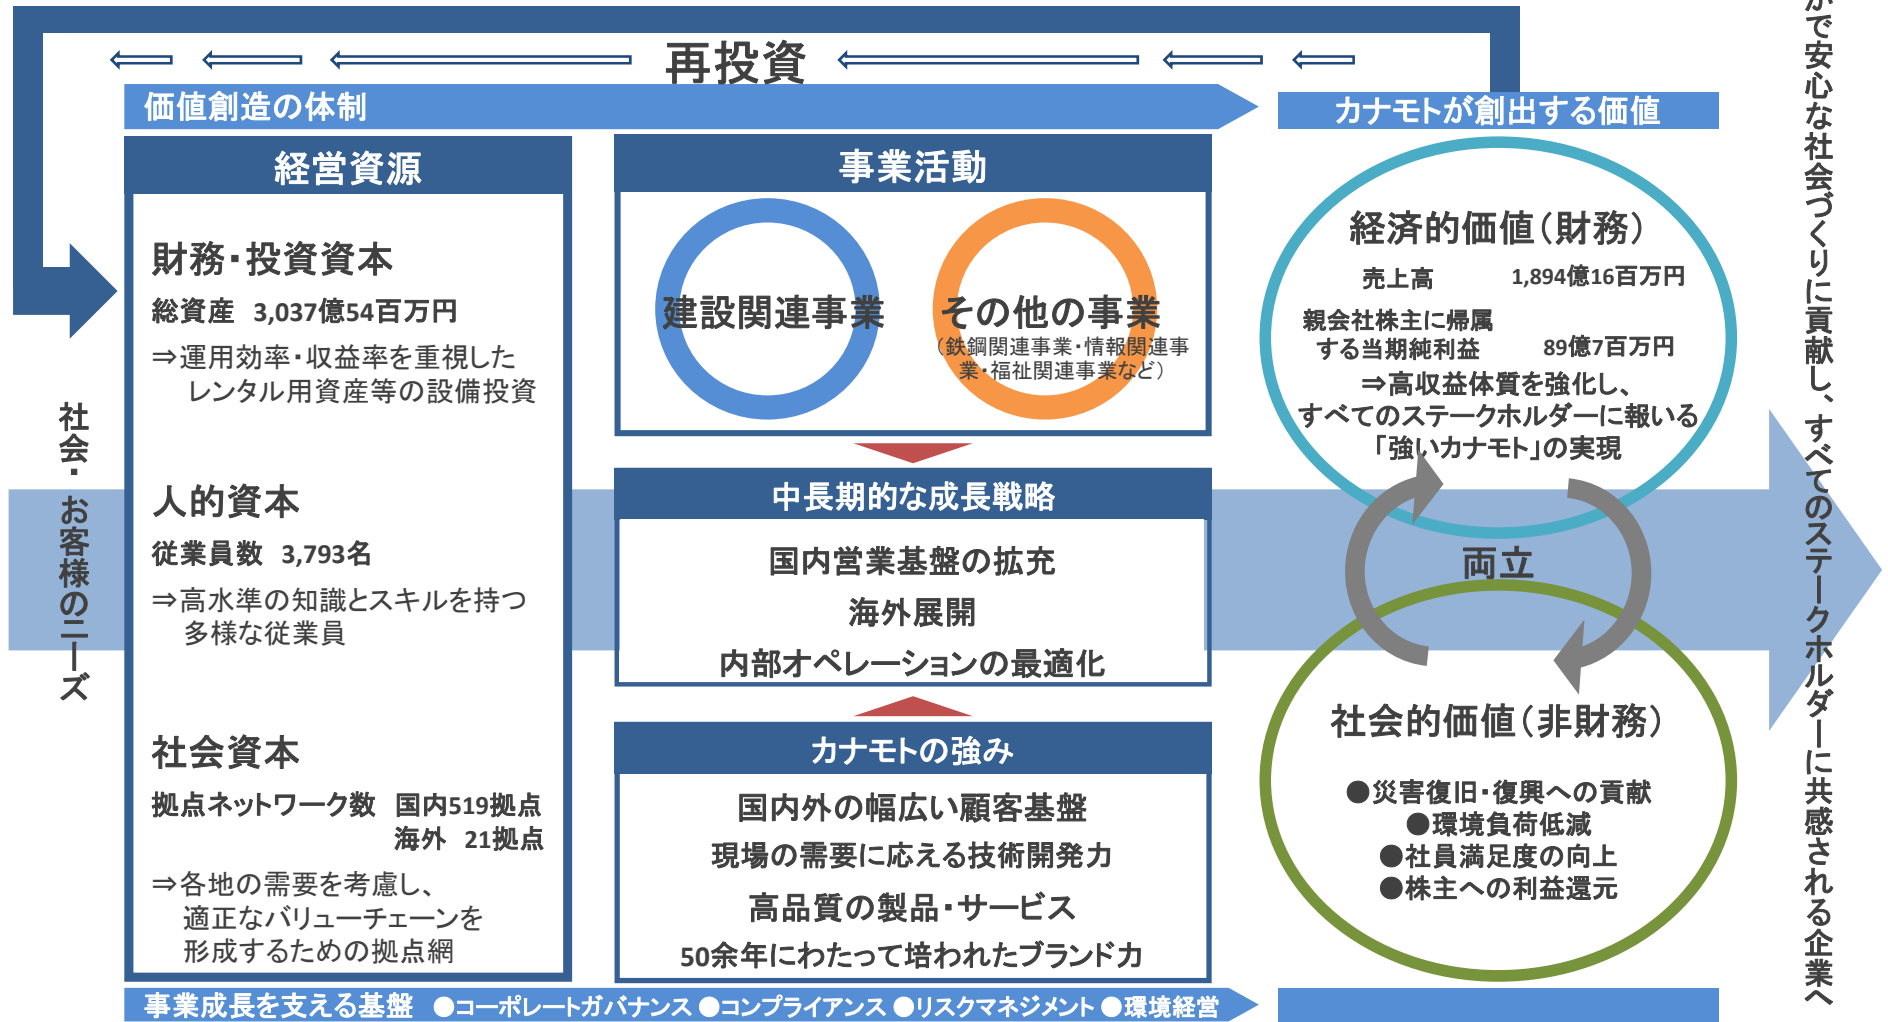 再投資
価値創造の体制
カナモトが創出する価値
社会・お客様のニーズ
経営資源
財務・投資資本
総資産 3,037億54百万円
⇒運用効率・収益率を重視した
レンタル用資産等の設備投資
人的資本
従業員数 3,793名
⇒高水準の知識とスキルを持つ
多様な従業員
社会資本
拠点ネットワーク数 国内519拠点
海外 21拠点
⇒各地の需要を考慮し、
適正なバリューチェーンを
形成するための拠点網
事業活動
建設関連事業
その他の事業
（鉄鋼関連事業・情報関連事
業・福祉関連事業など）
中長期的な成長戦略
国内営業基盤の拡充
海外展開
内部オペレーションの最適化
カナモトの強み
国内外の幅広い顧客基盤
現場の需要に応える技術開発力
高品質の製品・サービス
50余年にわたって培われたブランド力
経済的価値（財務）
売上高 1,894億16百万円
親会社株主に帰属
する当期純利益 89億7百万円
⇒高収益体質を強化し、
すべてのステークホルダーに報いる
「強いカナモト」の実現
両立
社会的価値（非財務）
●災害復旧・復興への貢献
●環境負荷低減
●社員満足度の向上
●株主への利益還元
かで安心な社会づくりに貢献し、すべてのステークホルダーに共感される企業へ
事業成長を支える基盤 ●コーポレートガバナンス ●コンプライアンス ●リスクマネジメント ●環境経営